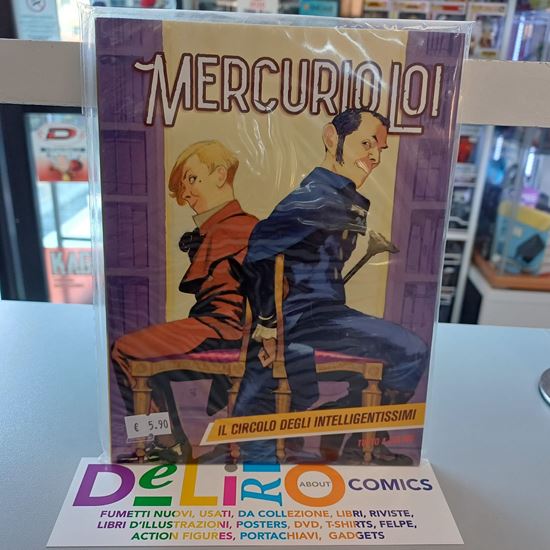 MERCURIO LOI
€ 5.90
IL CIRCOLO DEGLI INTELLIGENTISSIMI
DeLiRiO ABOUT COMICS
FUMETTI NUOVI, USATI, DA COLLEZIONE, LIBRI, RIVISTE,
LIBRI D'ILLUSTRAZIONI, POSTERS, DVD, T-SHIRTS, FELPE,
ACTION FIGURES, PORTACHIAVI, GADGETS